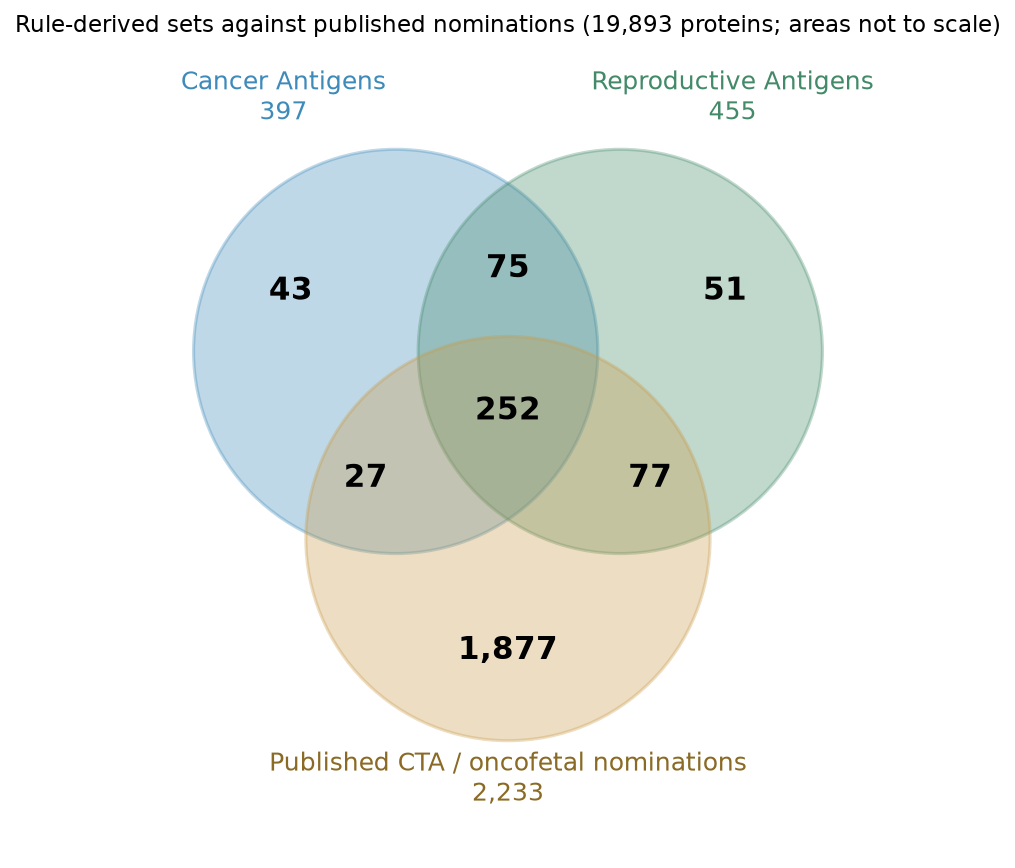 Rule-derived sets against published nominations (19,893 proteins; areas not to scale)
Cancer Antigens
397
Reproductive Antigens
455
75
43
51
252
27
77
1,877
Published CTA / oncofetal nominations
2,233